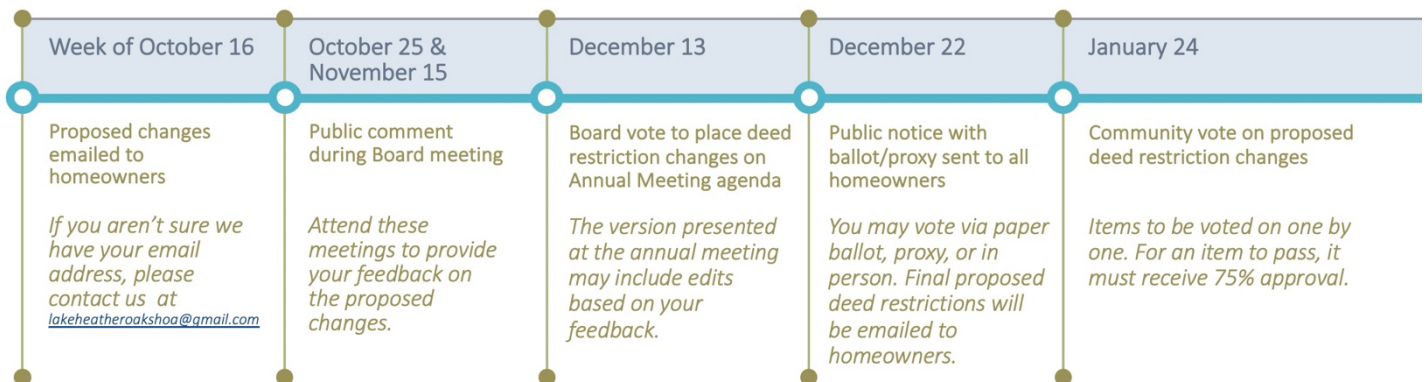 Week of October 16
Proposed changes
emailed to
homeowners
If you aren't sure we
have your email
address, please
contact us  at
lakeheatheroakshoa@gmail.com
October 25 &
November 15
Public comment
during Board meeting
Attend these
meetings to provide
your feedback on
the proposed
changes.
December 13
Board vote to place deed
restriction changes on
Annual Meeting agenda
The version presented
at the annual meeting
may include edits
based on your
feedback.
December 22
Public notice with
ballot/proxy sent to all
homeowners
You may vote via paper
ballot, proxy, or in
person. Final proposed
deed restrictions will
be emailed to
homeowners.
January 24
Community vote on proposed
deed restriction changes
Items to be voted on one by
one. For an item to pass, it
must receive 75% approval.